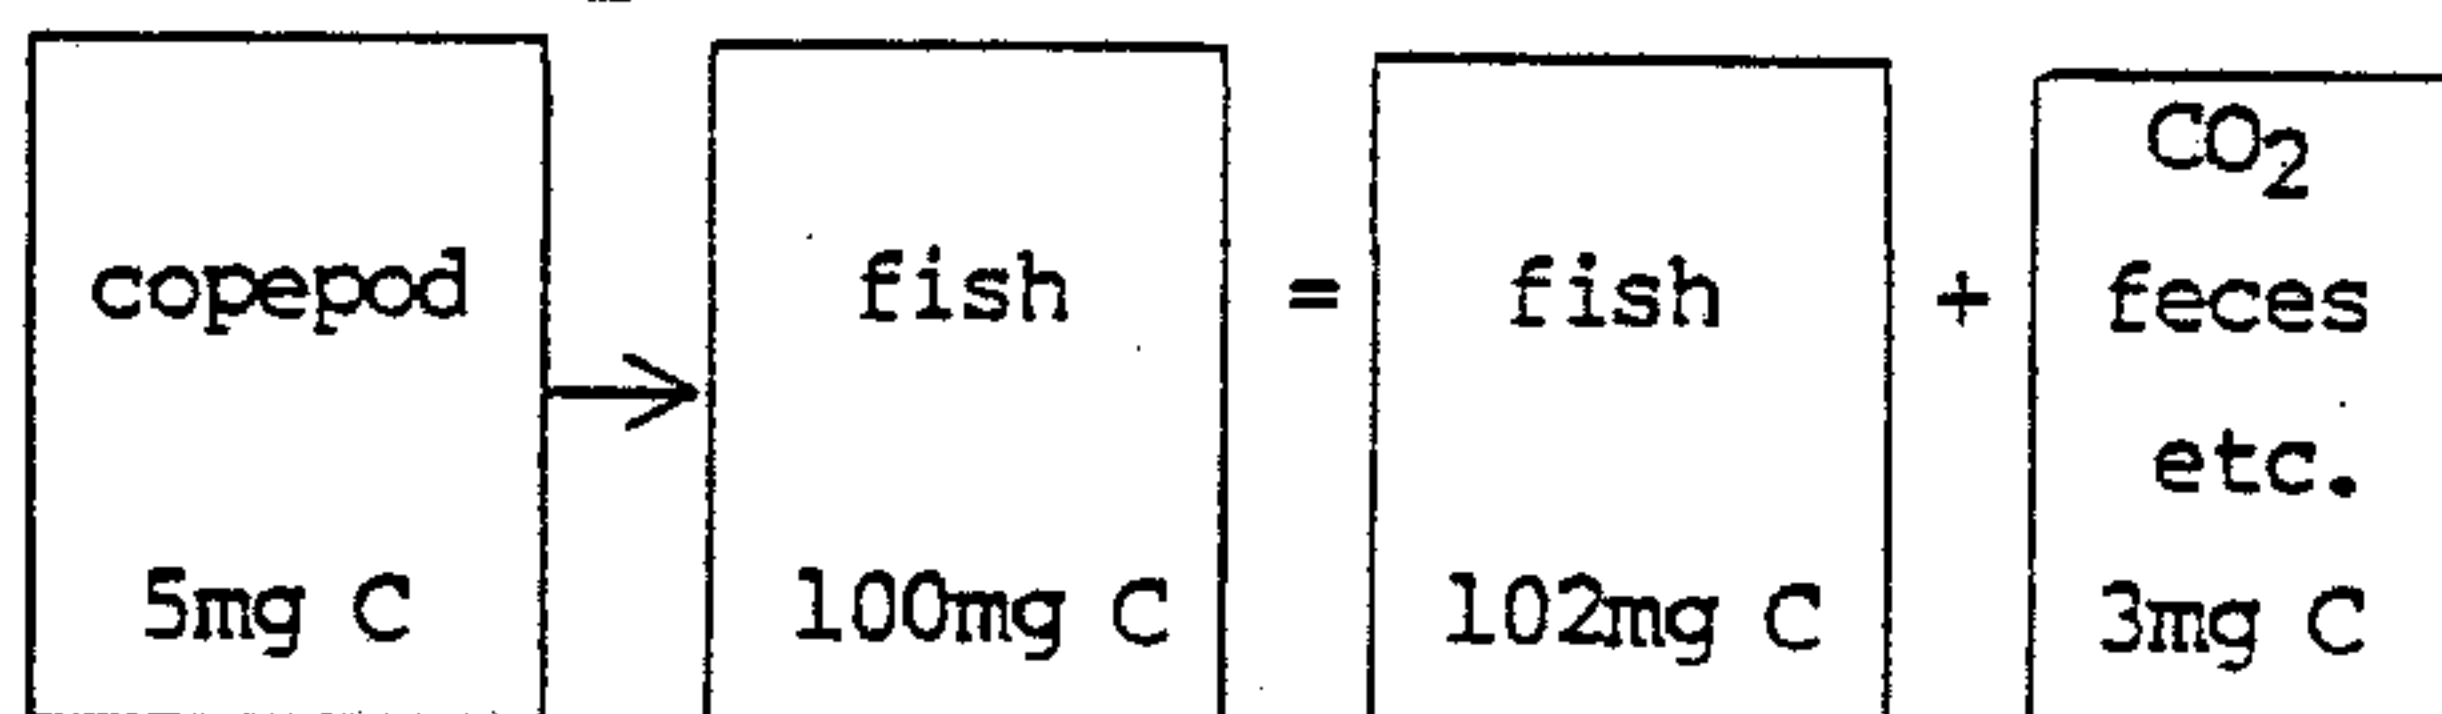 copepod
5mg C
fish
100mg C
=
fish
102mg C
+
CO₂
feces
etc.
3mg C